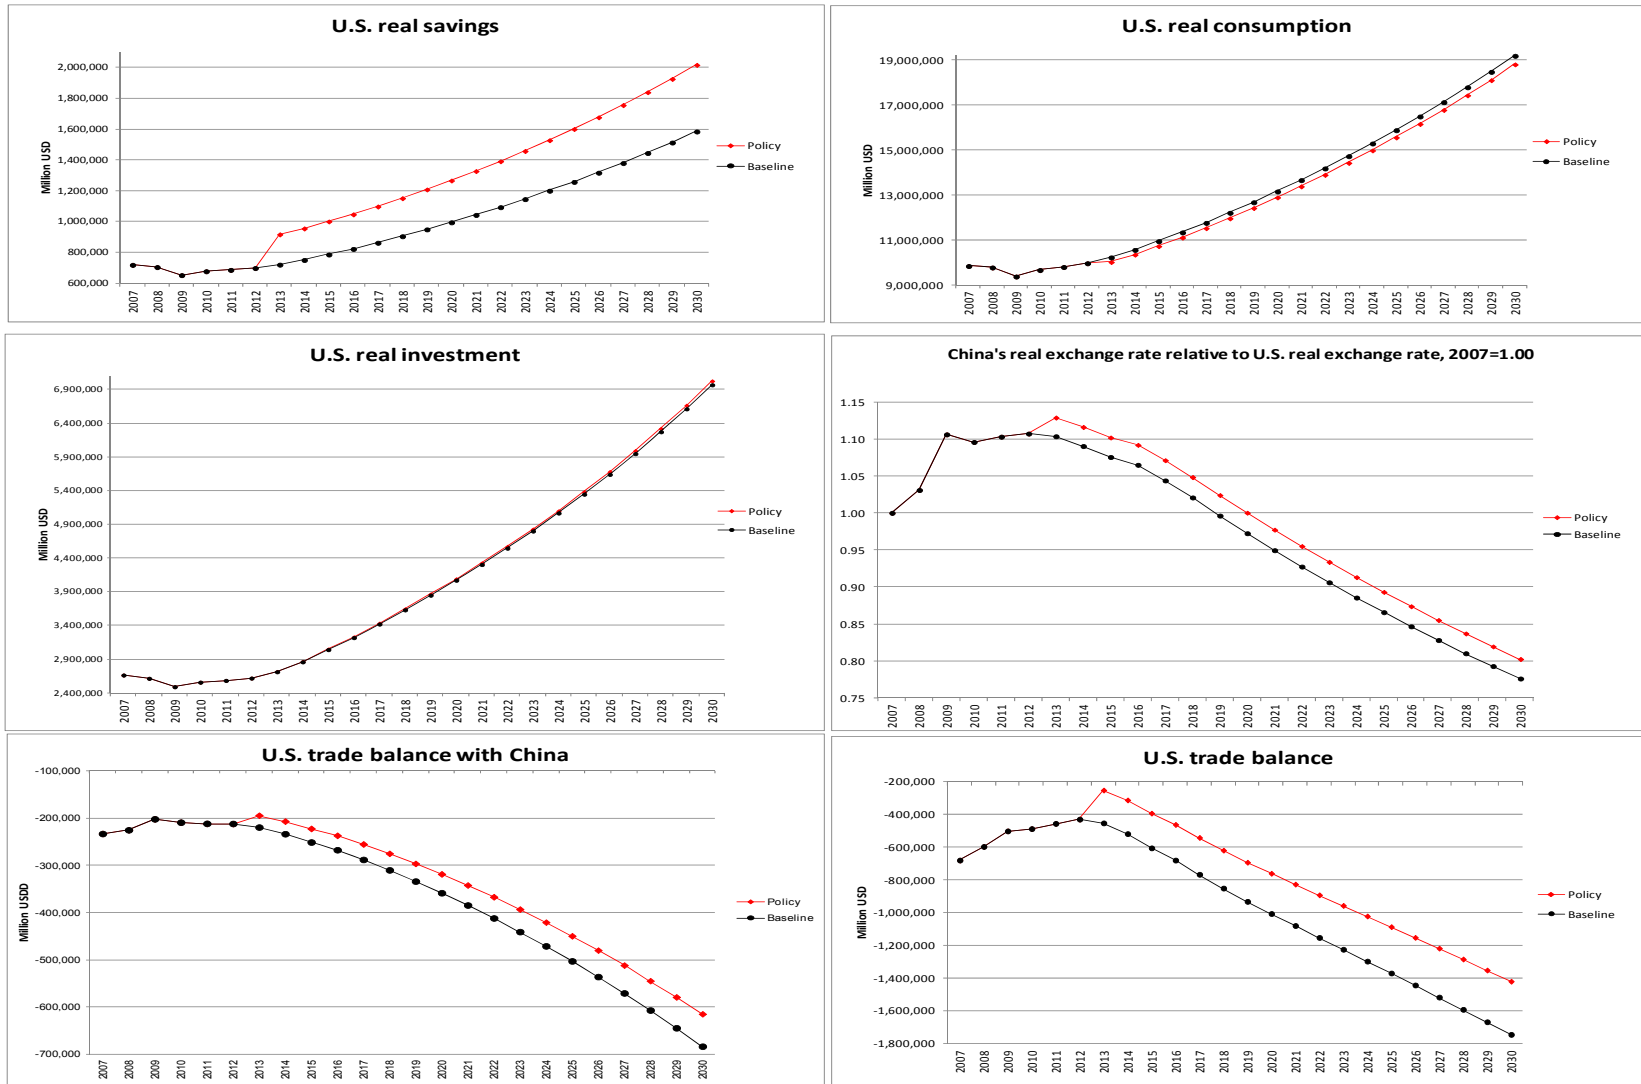 U.S. real savings
2,000,000
1,800,000
1,600,000
1,400,000
1,200,000
1,000,000
800,000
600,000
Million USD
2007 2008 2009 2010 2011 2012 2013 2014 2015 2016 2017 2018 2019 2020 2021 2022 2023 2024 2025 2026 2027 2028 2029 2030
Policy
Baseline
U.S. real consumption
19,000,000
17,000,000
15,000,000
13,000,000
11,000,000
9,000,000
Million USD
2007 2008 2009 2010 2011 2012 2013 2014 2015 2016 2017 2018 2019 2020 2021 2022 2023 2024 2025 2026 2027 2028 2029 2030
Policy
Baseline
U.S. real investment
6,900,000
6,400,000
5,900,000
5,400,000
4,900,000
4,400,000
3,900,000
3,400,000
2,900,000
2,400,000
Million USD
2007 2008 2009 2010 2011 2012 2013 2014 2015 2016 2017 2018 2019 2020 2021 2022 2023 2024 2025 2026 2027 2028 2029 2030
Policy
Baseline
China's real exchange rate relative to U.S. real exchange rate, 2007=1.00
1.15
1.10
1.05
1.00
0.95
0.90
0.85
0.80
0.75
2007 2008 2009 2010 2011 2012 2013 2014 2015 2016 2017 2018 2019 2020 2021 2022 2023 2024 2025 2026 2027 2028 2029 2030
Policy
Baseline
U.S. trade balance with China
-100,000
-200,000
-300,000
-400,000
-500,000
-600,000
-700,000
Million USDD
2007 2008 2009 2010 2011 2012 2013 2014 2015 2016 2017 2018 2019 2020 2021 2022 2023 2024 2025 2026 2027 2028 2029 2030
Policy
Baseline
U.S. trade balance
-200,000
-400,000
-600,000
-800,000
-1,000,000
-1,200,000
-1,400,000
-1,600,000
-1,800,000
Million USD
2007 2008 2009 2010 2011 2012 2013 2014 2015 2016 2017 2018 2019 2020 2021 2022 2023 2024 2025 2026 2027 2028 2029 2030
Policy
Baseline